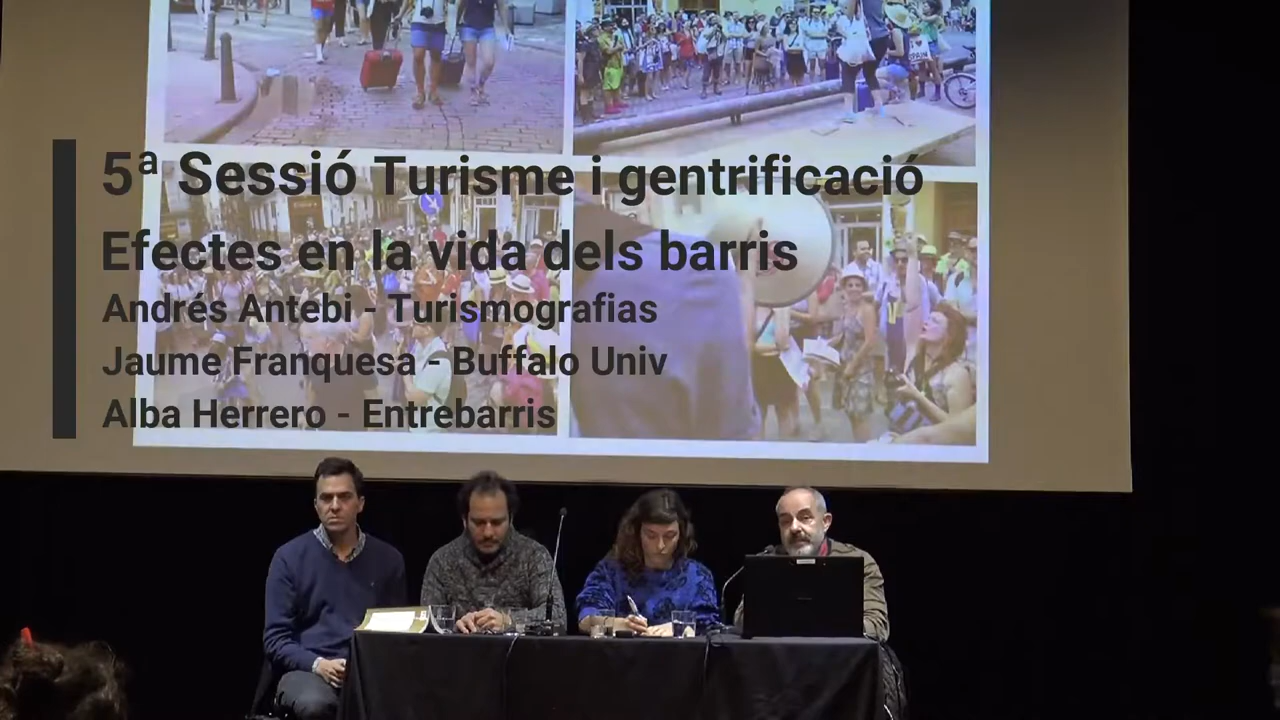 5ª Sessió Turisme i gentrificació
Efectes en la vida dels barris
Andrés Antebi - Turismografias
Jaume Franquesa - Buffalo Univ
Alba Herrero - Entrebarris